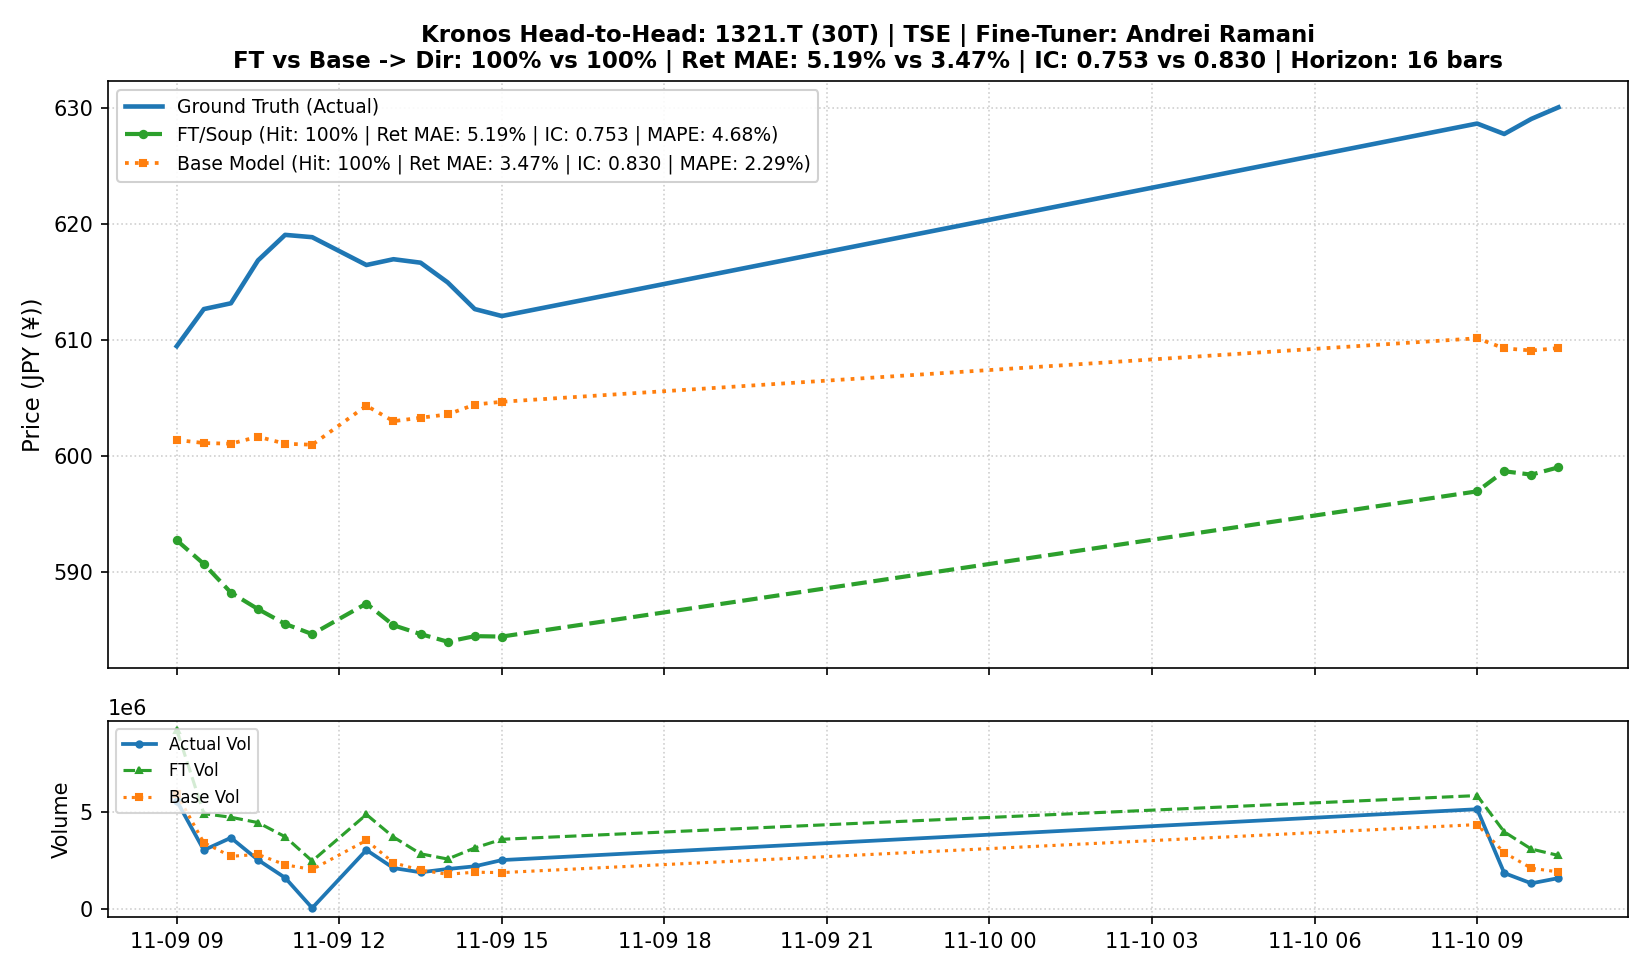 Kronos Head-to-Head: 1321.T (30T) | TSE | Fine-Tuner: Andrei Ramani
FT vs Base -> Dir: 100% vs 100% | Ret MAE: 5.19% vs 3.47% | IC: 0.753 vs 0.830 | Horizon: 16 bars
Ground Truth (Actual)
FT/Soup (Hit: 100% | Ret MAE: 5.19% | IC: 0.753 | MAPE: 4.68%)
Base Model (Hit: 100% | Ret MAE: 3.47% | IC: 0.830 | MAPE: 2.29%)
630
620
610
600
590
Price (JPY (¥))
1e6
Actual Vol
FT Vol
Base Vol
5
0
Volume
11-09 09
11-09 12
11-09 15
11-09 18
11-09 21
11-10 00
11-10 03
11-10 06
11-10 09